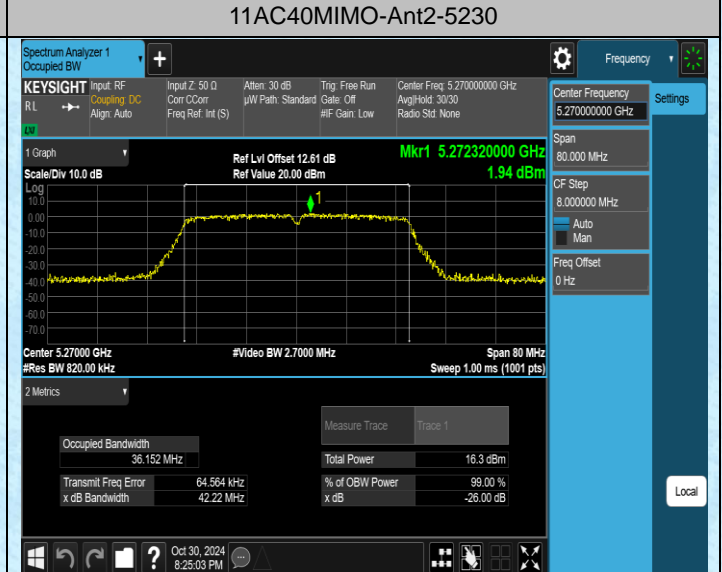 11AC40MIMO-Ant2-5230
Spectrum Analyzer 1
Occupied BW
+
Frequency
KEYSIGHT
RL
LXI
Input: RF
Coupling: DC
Align: Auto
Input Z: 50 Ω
Corr CCorr
Freq Ref: Int (S)
Atten: 30 dB
µW Path: Standard
Trig: Free Run
Gate: Off
#IF Gain: Low
Center Freq: 5.270000000 GHz
Avg|Hold: 30/30
Radio Std: None
Center Frequency
5.270000000 GHz
Settings
Span
80.000 MHz
CF Step
8.000000 MHz
Auto
Man
Freq Offset
0 Hz
1 Graph
Scale/Div 10.0 dB
Ref Lvl Offset 12.61 dB
Ref Value 20.00 dBm
Mkr1 5.272320000 GHz
1.94 dBm
Log
10.0
0.00
-10.0
-20.0
-30.0
-40.0
-50.0
-60.0
-70.0
1
Center 5.27000 GHz
#Res BW 820.00 kHz
#Video BW 2.7000 MHz
Span 80 MHz
Sweep 1.00 ms (1001 pts)
2 Metrics
Measure Trace Trace 1
Occupied Bandwidth
36.152 MHz
Total Power 16.3 dBm
Transmit Freq Error 64.564 kHz
% of OBW Power 99.00 %
x dB Bandwidth 42.22 MHz
x dB -26.00 dB
Local
?
Oct 30, 2024
8:25:03 PM